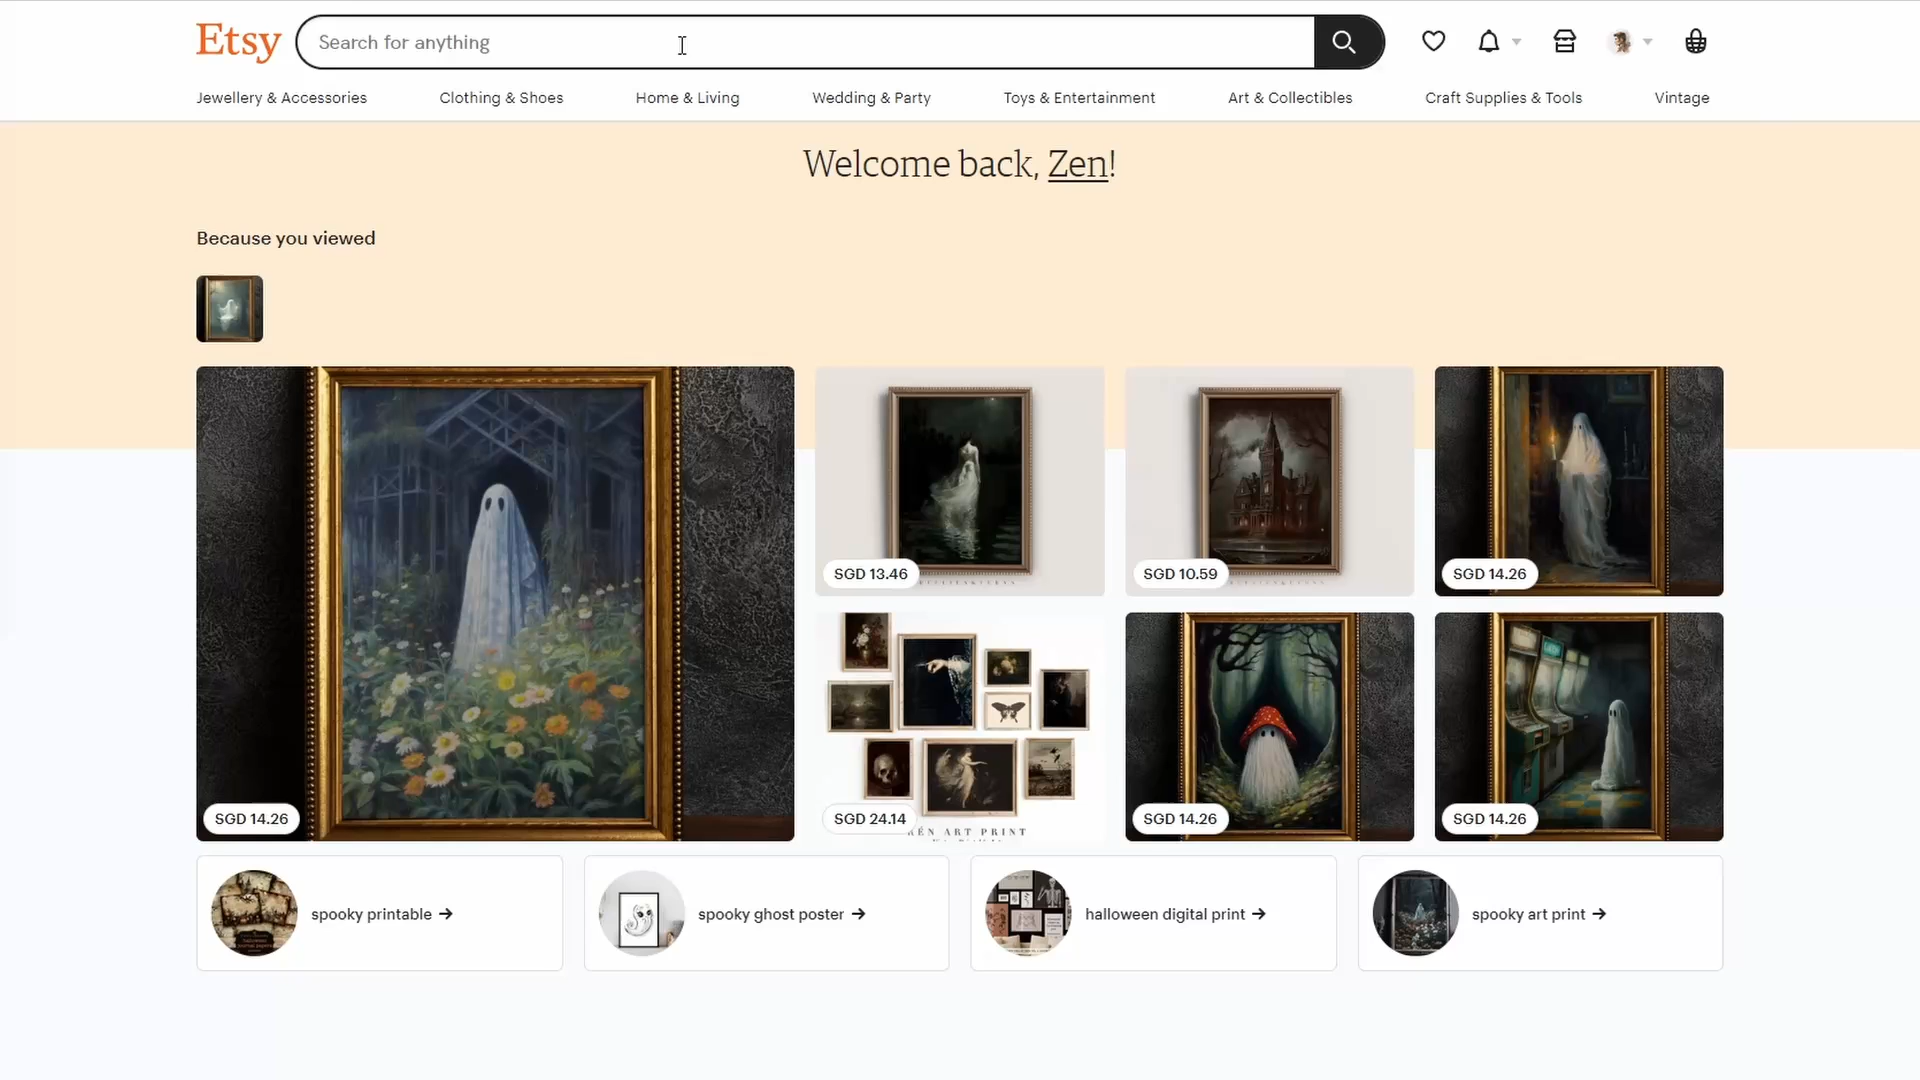 Etsy
Search for anything
Jewellery & Accessories
Clothing & Shoes
Home & Living
Wedding & Party
Toys & Entertainment
Art & Collectibles
Craft Supplies & Tools
Vintage
Welcome back, Zen!
Because you viewed
SGD 14.26
SGD 13.46
SGD 10.59
SGD 14.26
SGD 24.14
RÉN ART PRINT
SGD 14.26
SGD 14.26
spooky printable →
spooky ghost poster →
halloween digital print →
spooky art print →